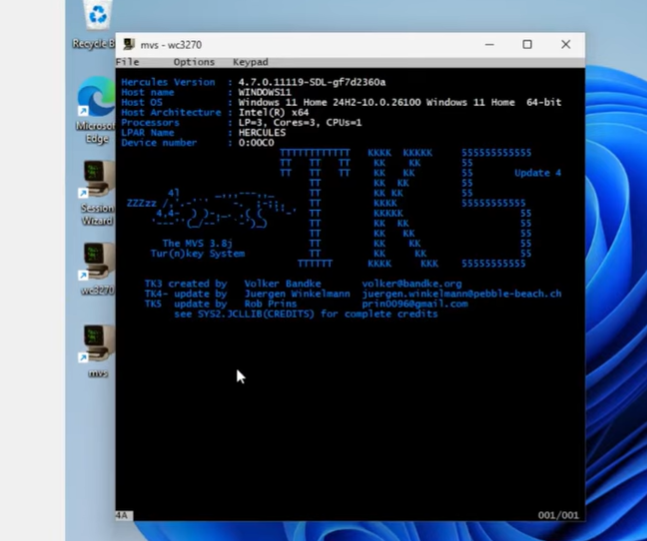 Recycle B
mvs - wc3270
File Options Keypad
Hercules Version : 4.7.0.11119-SDL-gf7d2360a
Host name : WINDOWS11
Host OS : Windows 11 Home 24H2-10.0.26100 Windows 11 Home 64-bit
Host Architecture : Intel(R) x64
Processors : LP=3, Cores=3, CPUs=1
LPAR Name : HERCULES
Device number : 0:00C0
Microsof
Edge
Session
Wizard
wc3270
mvs
TK5
Update 4
The MVS 3.8j
Tur(n)key System
TK3 created by Volker Bandke volker@bandke.org
TK4- update by Juergen Winkelmann juergen.winkelmann@pebble-beach.ch
TK5 update by Rob Prins prin0096@gmail.com
see SYS2.JCLLIB(CREDITS) for complete credits
4A
001/001